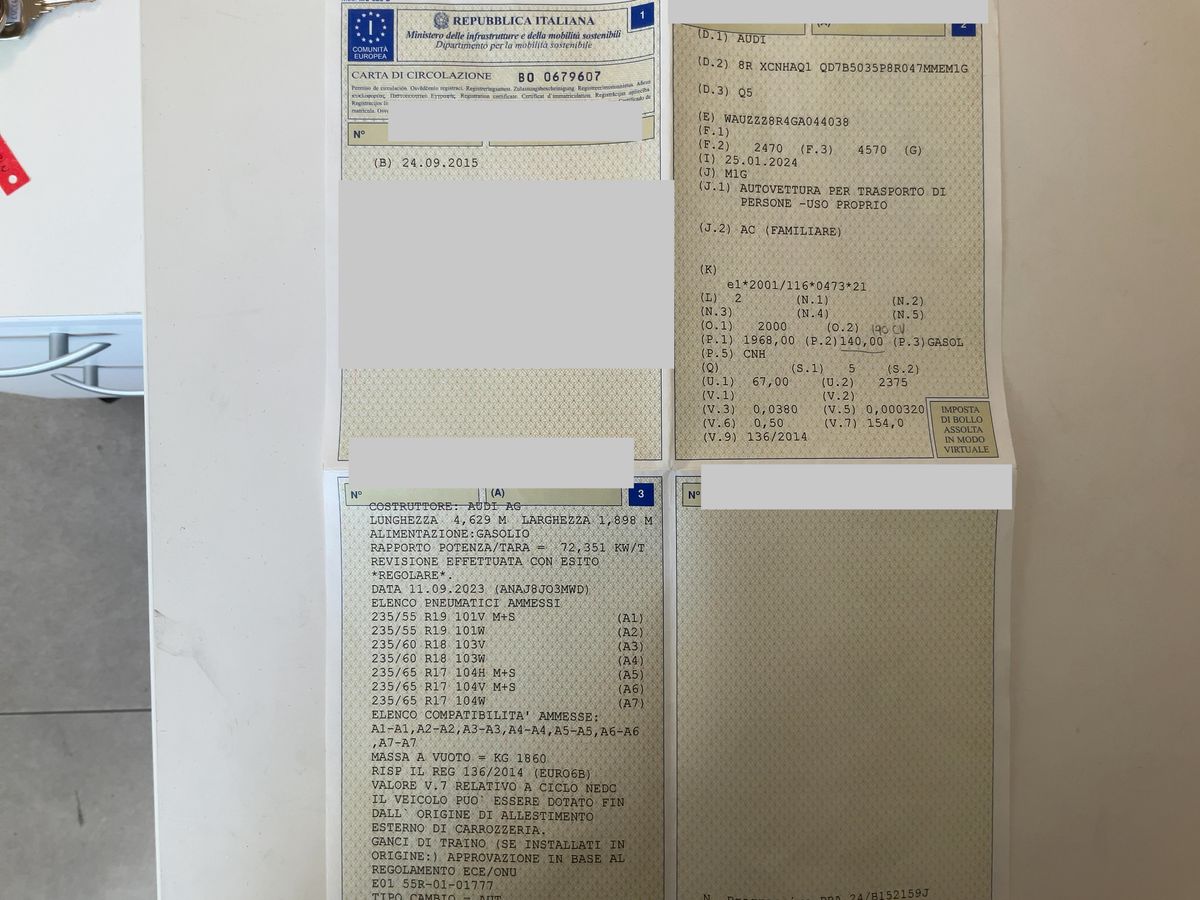 REPUBBLICA ITALIANA
Ministero delle infrastrutture e della mobilità sostenibili
Dipartimento per la mobilità sostenibile
1
I
COMUNITÀ
EUROPEA
CARTA DI CIRCOLAZIONE BO 0679607
Permiso de circulación. Osvědčenie registraci. Registreringsattest. Zulassungsbescheinigung.
N°
(B) 24.09.2015
2
(D.1) AUDI
(D.2) 8R XCNHAQ1 QD7B5035P8R047MMEM1G
(D.3) Q5
(E) WAUZZZ8R4GA044038
(F.1)
(F.2) 2470 (F.3) 4570 (G)
(I) 25.01.2024
(J) M1G
(J.1) AUTOVETTURA PER TRASPORTO DI
PERSONE -USO PROPRIO
(J.2) AC (FAMILIARE)
(K)
e1*2001/116*0473*21
(L) 2 (N.1) (N.2)
(N.3) (N.4) (N.5)
(O.1) 2000 (O.2) 190 CV
(P.1) 1968,00 (P.2)140,00 (P.3)GASOL
(P.5) CNH
(Q) (S.1) 5 (S.2)
(U.1) 67,00 (U.2) 2375
(V.1) (V.2)
(V.3) 0,0380 (V.5) 0,000320
(V.6) 0,50 (V.7) 154,0
(V.9) 136/2014
IMPOSTA
DI BOLLO
ASSOLTA
IN MODO
VIRTUALE
N° (A) 3
COSTRUTTORE: AUDI AG
LUNGHEZZA 4,629 M LARGHEZZA 1,898 M
ALIMENTAZIONE:GASOLIO
RAPPORTO POTENZA/TARA = 72,351 KW/T
REVISIONE EFFETTUATA CON ESITO
*REGOLARE*.
DATA 11.09.2023 (ANAJ8JO3MWD)
ELENCO PNEUMATICI AMMESSI
235/55 R19 101V M+S (A1)
235/55 R19 101W (A2)
235/60 R18 103V (A3)
235/60 R18 103W (A4)
235/65 R17 104H M+S (A5)
235/65 R17 104V M+S (A6)
235/65 R17 104W (A7)
ELENCO COMPATIBILITA' AMMESSE:
A1-A1,A2-A2,A3-A3,A4-A4,A5-A5,A6-A6
,A7-A7
MASSA A VUOTO = KG 1860
RISP IL REG 136/2014 (EURO6B)
VALORE V.7 RELATIVO A CICLO NEDC
IL VEICOLO PUO` ESSERE DOTATO FIN
DALL` ORIGINE DI ALLESTIMENTO
ESTERNO DI CARROZZERIA.
GANCI DI TRAINO (SE INSTALLATI IN
ORIGINE:) APPROVAZIONE IN BASE AL
REGOLAMENTO ECE/ONU
E01 55R-01-01777
TIPO CAMBIO = AUT
N°
24/B152159J